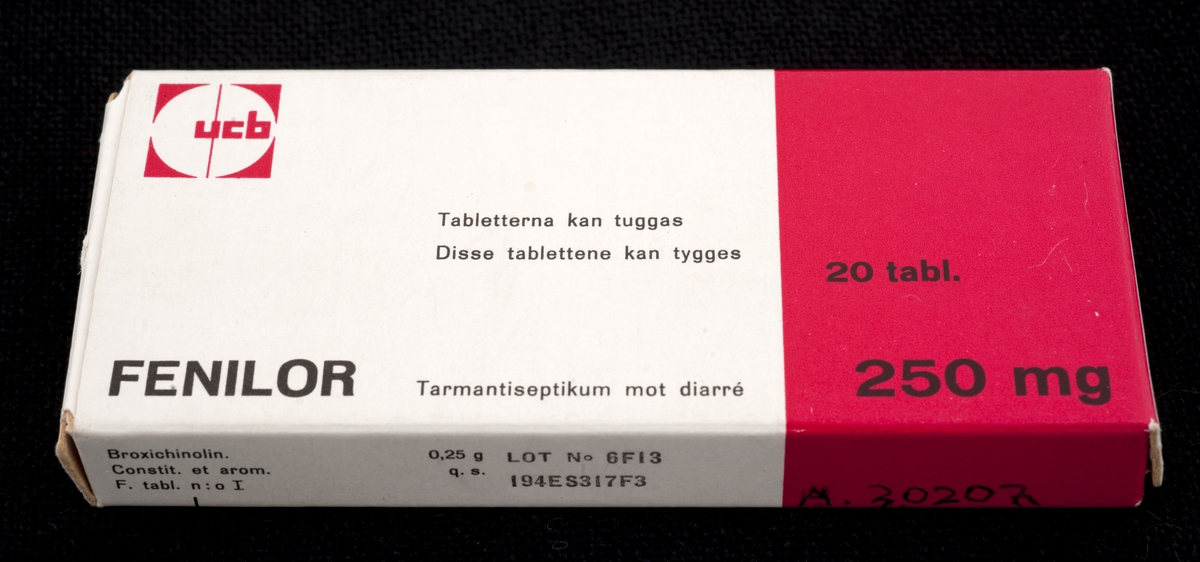 ucb
Tabletterna kan tuggas
Disse tablettene kan tygges
20 tabl.
FENILOR
Tarmantiseptikum mot diarré
250 mg
Broxichinolin. 0,25 g
Constit. et arom. q. s.
F. tabl. n:o I
LOT No 6F13
194ES317F3
A. 20207